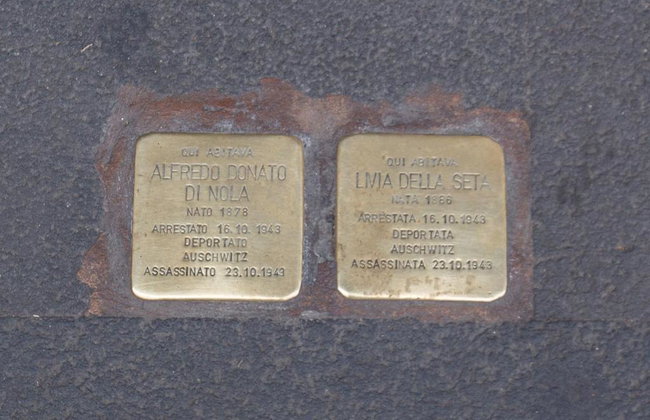 QUI ABITAVA
ALFREDO DONATO
DI NOLA
NATO 1878
ARRESTATO 16.10.1943
DEPORTATO
AUSCHWITZ
ASSASSINATO 23.10.1943
QUI ABITAVA
LIVIA DELLA SETA
NATA 1886
ARRESTATA 16.10.1943
DEPORTATA
AUSCHWITZ
ASSASSINATA 23.10.1943